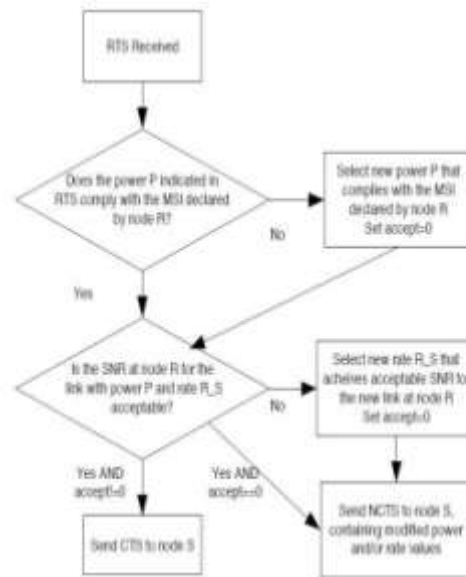 RTS Received
Does the power P indicated in
RTS comply with the MSI declared
by node R?
No
Select new power P that
complies with the MSI
declared by node R
Set accept=0
Yes
Is the SNR at node R for the
link with power P and rate R_S
acceptable?
No
Select new rate R_S that
acheives acceptable SNR for
the new link at node R
Set accept=0
Yes AND
accept!=0
Yes AND
accept==0
Send CTS to node S
Send NCTS to node S,
containing modified power
and/or rate values